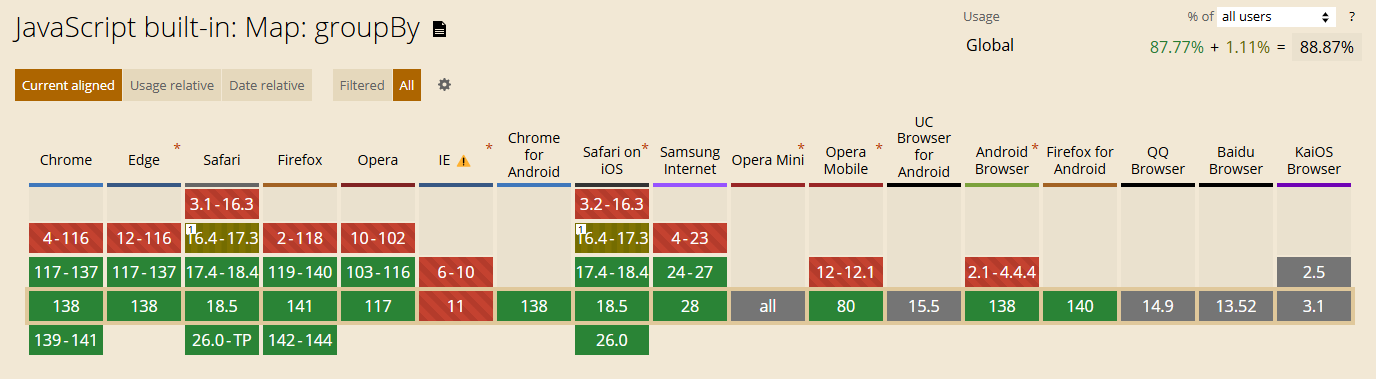 JavaScript built-in: Map: groupBy
Usage % of all users ?
Global 87.77% + 1.11% = 88.87%
Current aligned Usage relative Date relative Filtered All
Chrome Edge * Safari Firefox Opera IE * Chrome for Android Safari on iOS * Samsung Internet Opera Mini * Opera Mobile * UC Browser for Android Android Browser * Firefox for Android QQ Browser Baidu Browser KaiOS Browser
3.1-16.3 3.2-16.3
4-116 12-116 1 16.4-17.3 2-118 10-102 1 16.4-17.3 4-23
117-137 117-137 17.4-18.4 119-140 103-116 6-10 17.4-18.4 24-27 12-12.1 2.1-4.4.4 2.5
138 138 18.5 141 117 11 138 18.5 28 all 80 15.5 138 140 14.9 13.52 3.1
139-141 26.0-TP 142-144 26.0